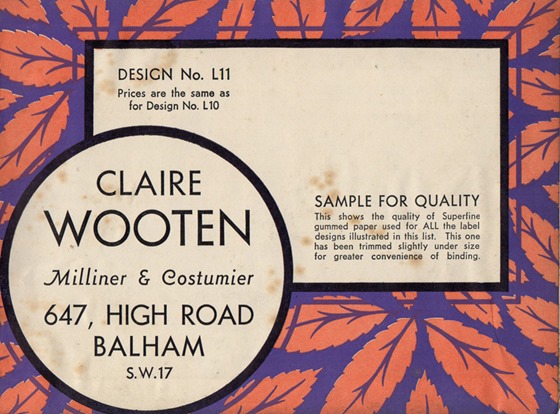 DESIGN No. L11
Prices are the same as
for Design No. L10
CLAIRE
WOOTEN
Milliner & Costumier
647, HIGH ROAD
BALHAM
S.W.17
SAMPLE FOR QUALITY
This shows the quality of Superfine
gummed paper used for ALL the label
designs illustrated in this list. This one
has been trimmed slightly under size
for greater convenience of binding.